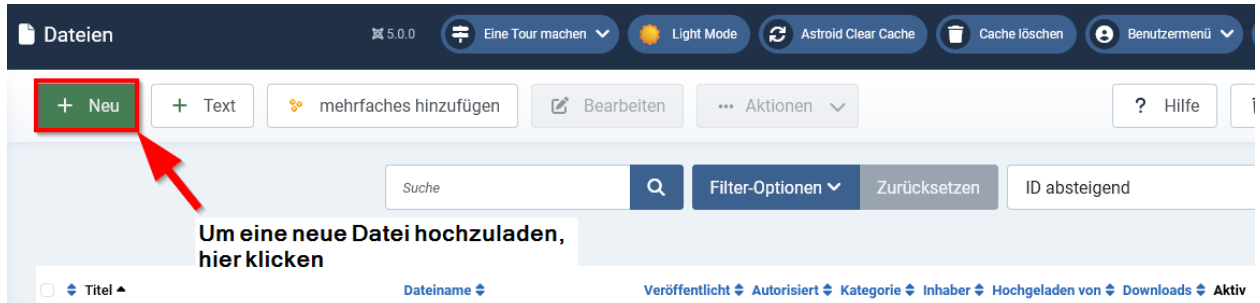 Dateien 5.0.0 Eine Tour machen Light Mode Astroid Clear Cache Cache löschen Benutzermenü
+ Neu + Text mehrfaches hinzufügen Bearbeiten ... Aktionen ? Hilfe
Suche Filter-Optionen Zurücksetzen ID absteigend
Um eine neue Datei hochzuladen,
hier klicken
Titel Dateiname Veröffentlicht Autorisiert Kategorie Inhaber Hochgeladen von Downloads Aktiv